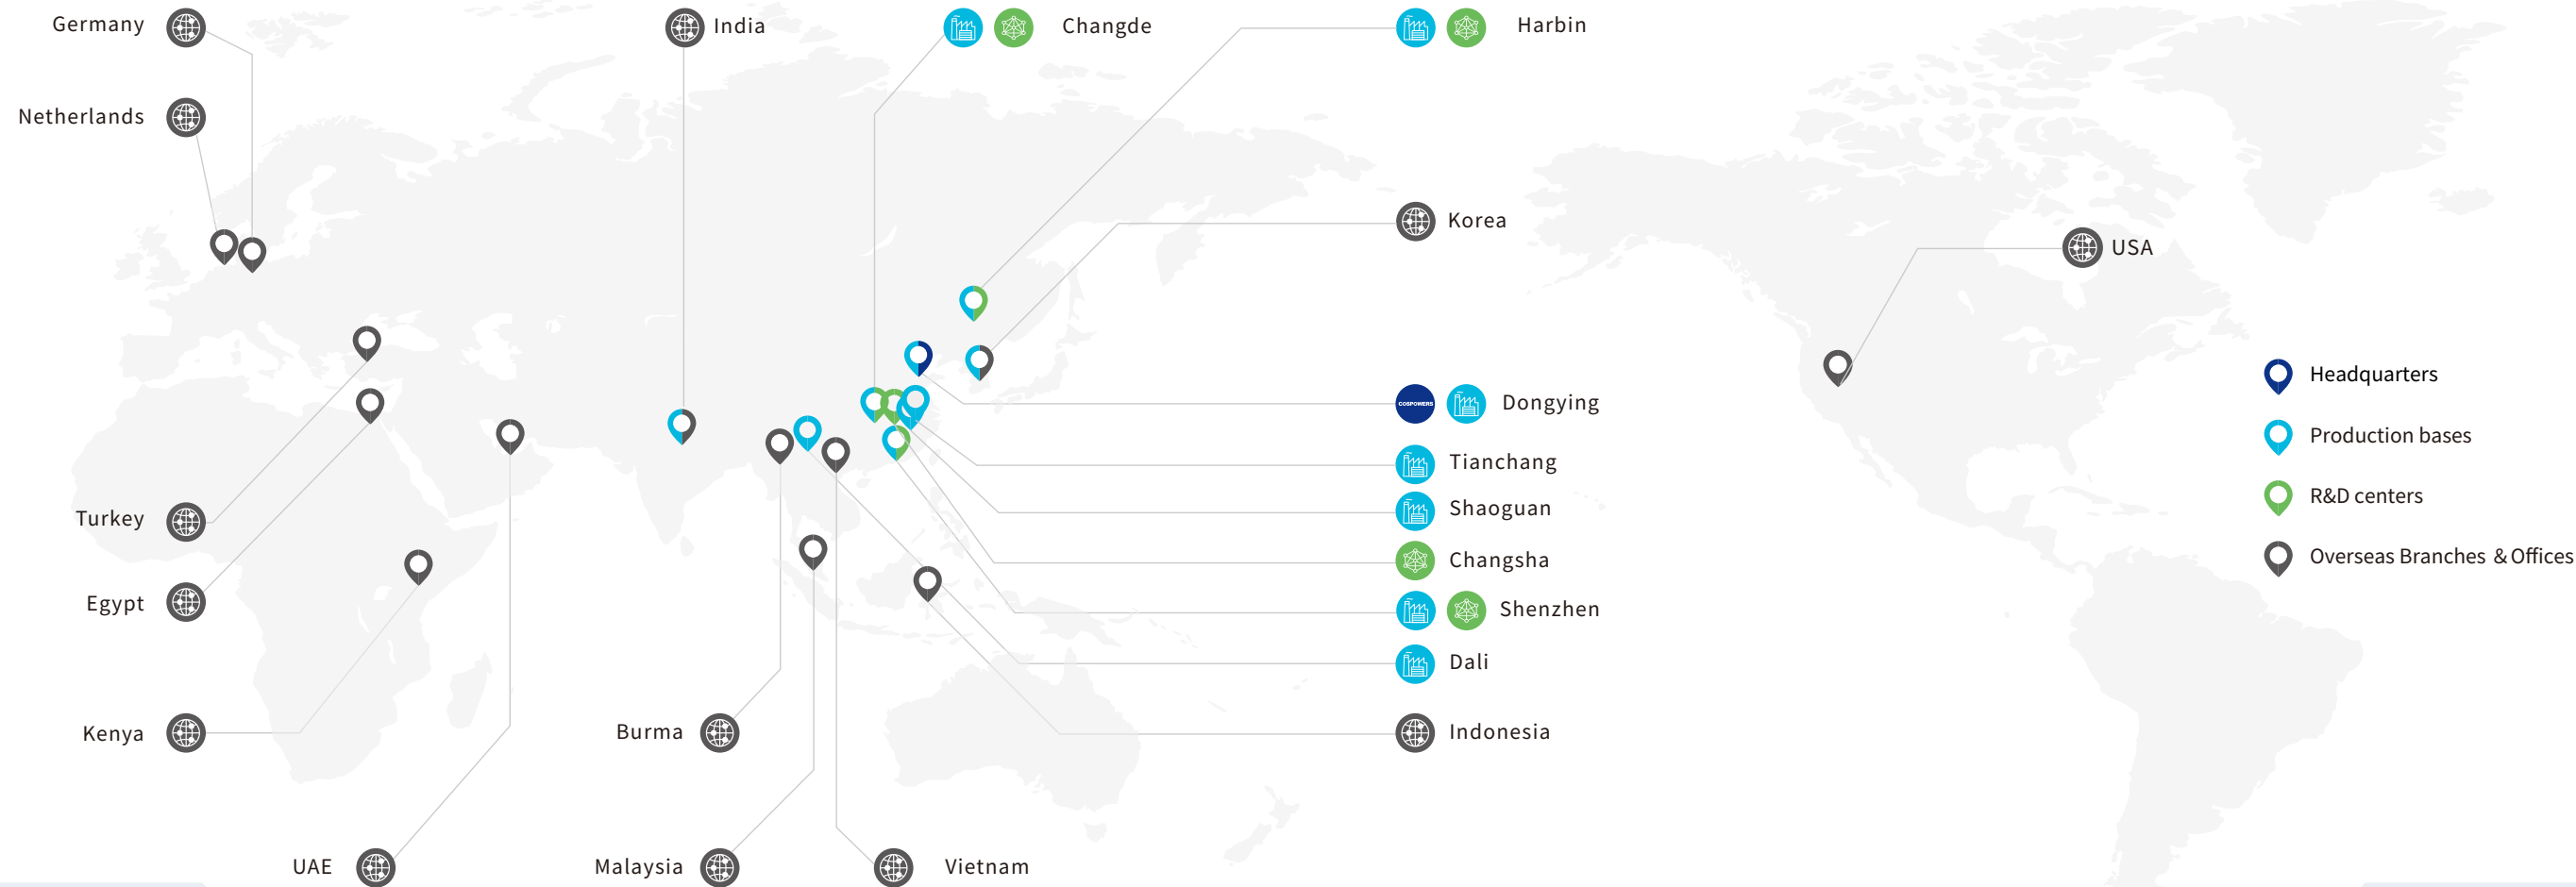 Germany
India
Changde
Harbin
Netherlands
Korea
USA
Headquarters
COSPOWERS
Dongying
Production bases
Tianchang
R&D centers
Shaoguan
Turkey
Changsha
Overseas Branches & Offices
Egypt
Shenzhen
Dali
Kenya
Burma
Indonesia
UAE
Malaysia
Vietnam